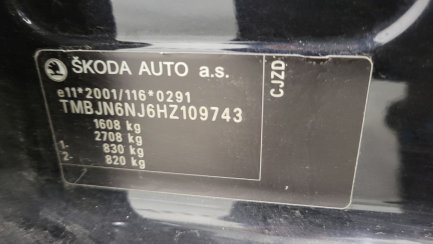 ŠKODA AUTO a.s.
e11*2001/116*0291
TMBJN6NJ6HZ109743
1608 kg
2708 kg
1- 830 kg
2- 820 kg
CJZD